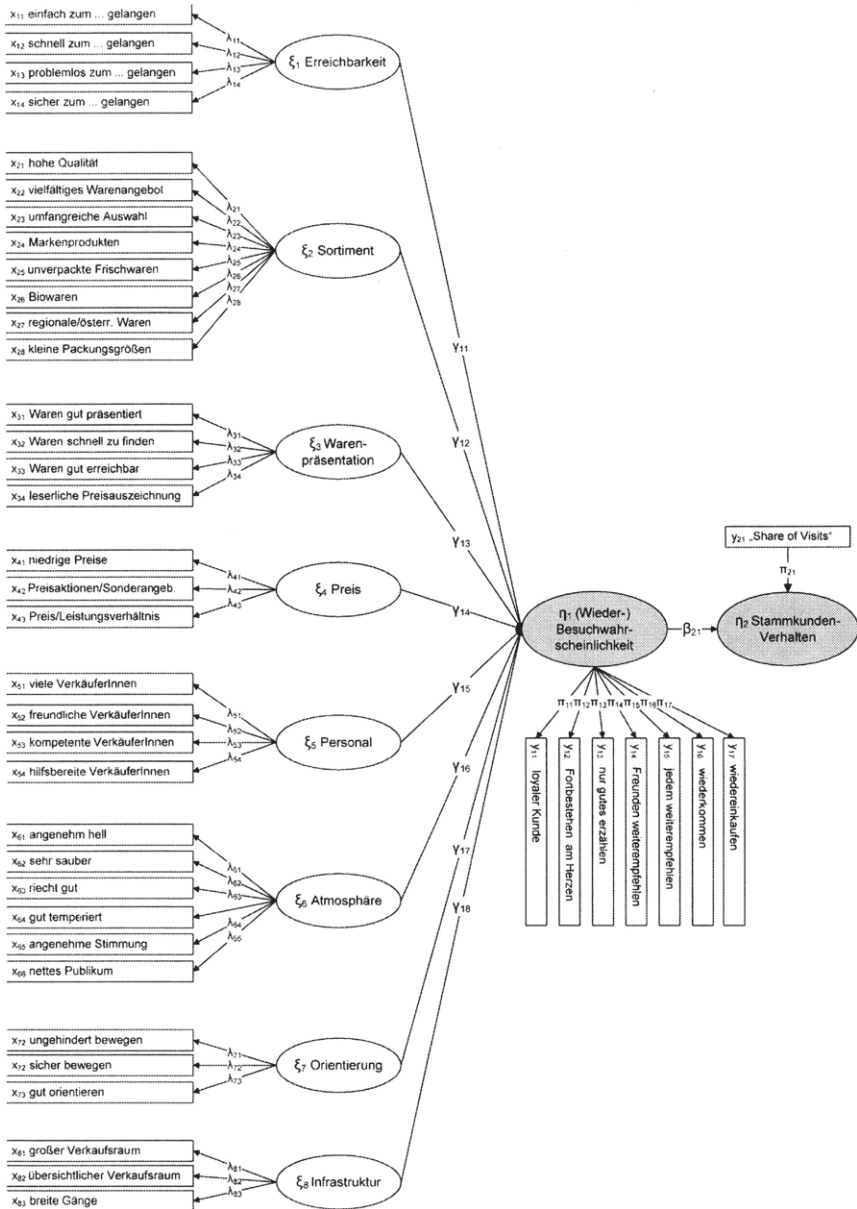 x₁₁ einfach zum ... gelangen
x₁₂ schnell zum ... gelangen
x₁₃ problemlos zum ... gelangen
x₁₄ sicher zum ... gelangen
λ₁₁
λ₁₂
λ₁₃
λ₁₄
ξ₁ Erreichbarkeit
x₂₁ hohe Qualität
x₂₂ vielfältiges Warenangebot
x₂₃ umfangreiche Auswahl
x₂₄ Markenprodukten
x₂₅ unverpackte Frischwaren
x₂₆ Biowaren
x₂₇ regionale/österr. Waren
x₂₈ kleine Packungsgrößen
λ₂₁
λ₂₂
λ₂₃
λ₂₄
λ₂₅
λ₂₆
λ₂₇
λ₂₈
ξ₂ Sortiment
x₃₁ Waren gut präsentiert
x₃₂ Waren schnell zu finden
x₃₃ Waren gut erreichbar
x₃₄ leserliche Preisauszeichnung
λ₃₁
λ₃₂
λ₃₃
λ₃₄
ξ₃ Waren-
präsentation
x₄₁ niedrige Preise
x₄₂ Preisaktionen/Sonderangeb.
x₄₃ Preis/Leistungsverhältnis
λ₄₁
λ₄₂
λ₄₃
ξ₄ Preis
x₅₁ viele VerkäuferInnen
x₅₂ freundliche VerkäuferInnen
x₅₃ kompetente VerkäuferInnen
x₅₄ hilfsbereite VerkäuferInnen
λ₅₁
λ₅₂
λ₅₃
λ₅₄
ξ₅ Personal
x₆₁ angenehm hell
x₆₂ sehr sauber
x₆₃ riecht gut
x₆₄ gut temperiert
x₆₅ angenehme Stimmung
x₆₆ nettes Publikum
λ₆₁
λ₆₂
λ₆₃
λ₆₄
λ₆₅
ξ₆ Atmosphäre
x₇₂ ungehindert bewegen
x₇₂ sicher bewegen
x₇₃ gut orientieren
λ₇₁
λ₇₂
λ₇₃
ξ₇ Orientierung
x₈₁ großer Verkaufsraum
x₈₂ übersichtlicher Verkaufsraum
x₈₃ breite Gänge
λ₈₁
λ₈₂
λ₈₃
ξ₈ Infrastruktur
γ₁₁
γ₁₂
γ₁₃
γ₁₄
γ₁₅
γ₁₆
γ₁₇
γ₁₈
η₁ (Wieder-)
Besuchwahr-
scheinlichkeit
β₂₁
y₂₁ „Share of Visits"
π₂₁
η₂ Stammkunden-
Verhalten
π₁₁ π₁₂ π₁₃ π₁₄ π₁₅ π₁₆ π₁₇
y₁₁ loyaler Kunde
y₁₂ Fortbestehen am Herzen
y₁₃ nur gutes erzählen
y₁₄ Freunden weiterempfehlen
y₁₅ jedem weiterempfehlen
y₁₆ wiederkommen
y₁₇ wiedereinkaufen